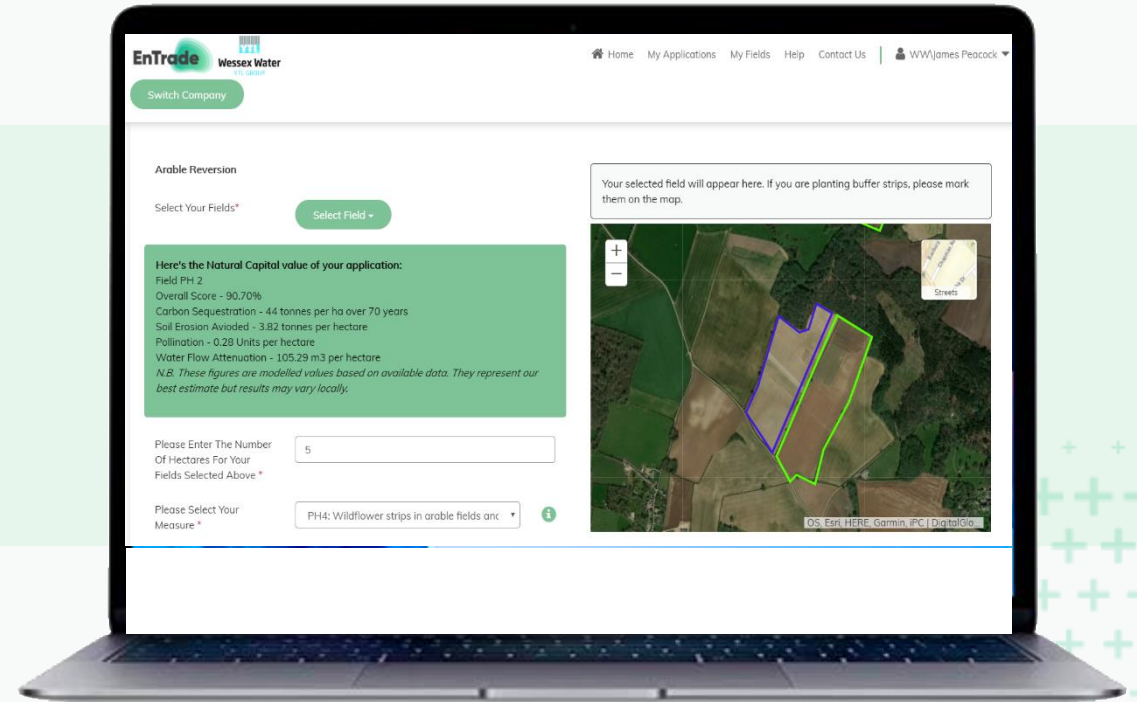 EnTrade
YTL
Wessex Water
YTL GROUP
Home My Applications My Fields Help Contact Us WW\James Peacock
Switch Company
Arable Reversion
Select Your Fields*
Select Field
Your selected field will appear here. If you are planting buffer strips, please mark
them on the map.
Here's the Natural Capital value of your application:
Field PH 2
Overall Score - 90.70%
Carbon Sequestration - 44 tonnes per ha over 70 years
Soil Erosion Avioded - 3.82 tonnes per hectare
Pollination - 0.28 Units per hectare
Water Flow Attenuation - 105.29 m3 per hectare
N.B. These figures are modelled values based on available data. They represent our
best estimate but results may vary locally.
+
−
Streets
Please Enter The Number
Of Hectares For Your
Fields Selected Above *
5
Please Select Your
Measure *
PH4: Wildflower strips in arable fields anc
i
OS, Esri, HERE, Garmin, iPC | DigitalGlo...